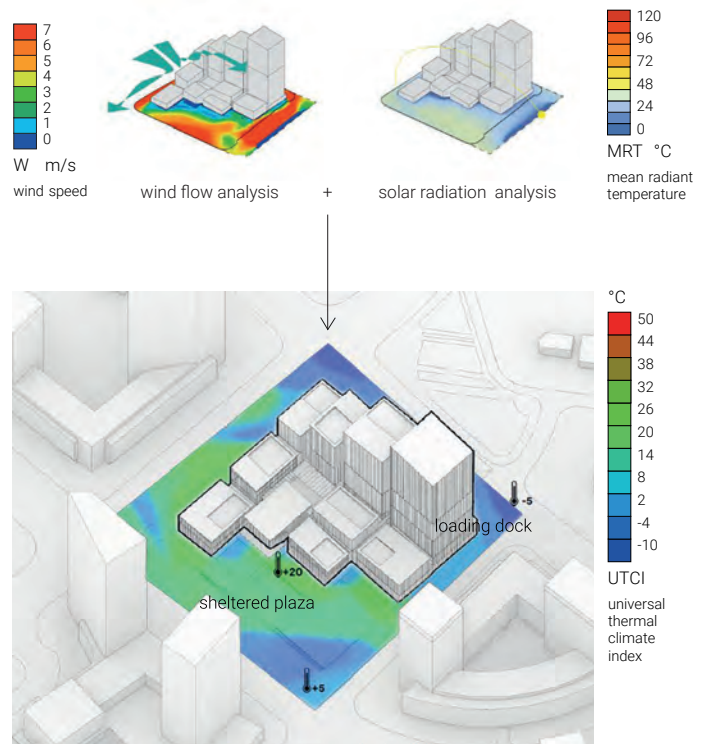 7
6
5
4
3
2
1
0
W m/s
wind speed
wind flow analysis + solar radiation analysis
120
96
72
48
24
0
MRT °C
mean radiant
temperature
°C
50
44
38
32
26
20
14
8
2
-4
-10
UTCI
universal
thermal
climate
index
-5
loading dock
+20
sheltered plaza
+5